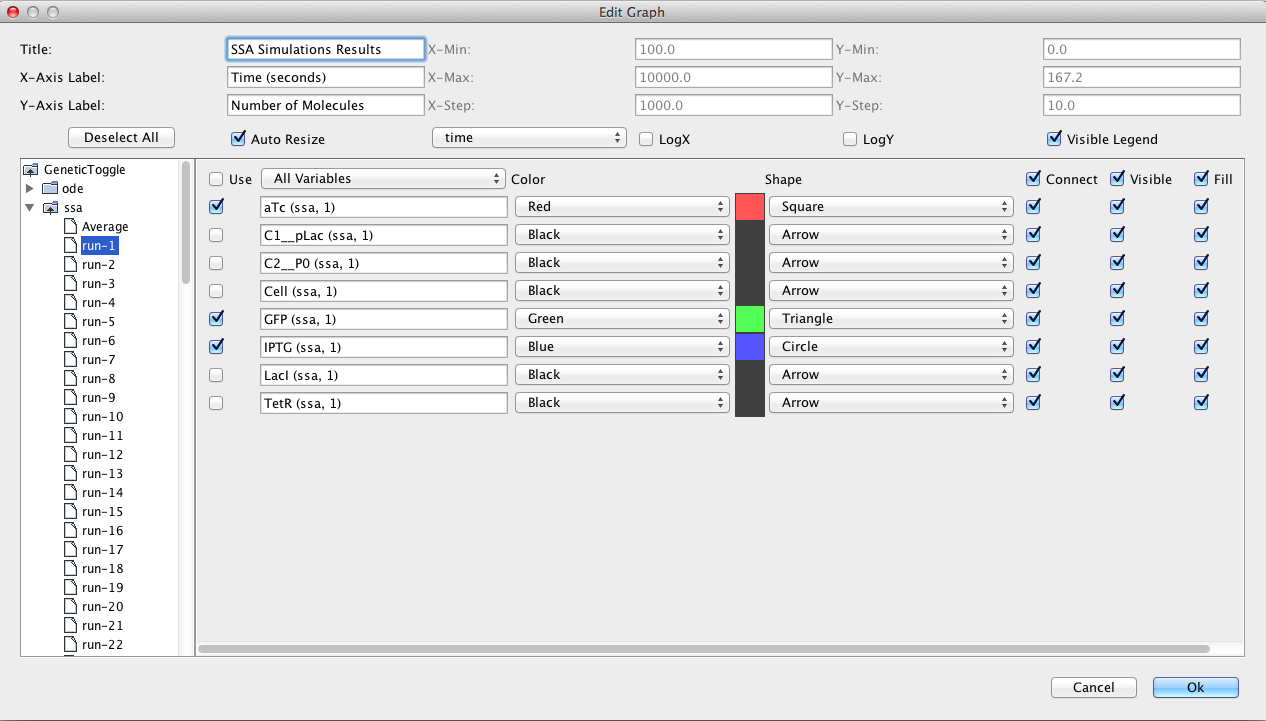 Edit Graph
Title: SSA Simulations Results X-Min: 100.0 Y-Min: 0.0
X-Axis Label: Time (seconds) X-Max: 10000.0 Y-Max: 167.2
Y-Axis Label: Number of Molecules X-Step: 1000.0 Y-Step: 10.0
Deselect All Auto Resize time LogX LogY Visible Legend
GeneticToggle
ode
ssa
Average
run-1
run-2
run-3
run-4
run-5
run-6
run-7
run-8
run-9
run-10
run-11
run-12
run-13
run-14
run-15
run-16
run-17
run-18
run-19
run-20
run-21
run-22
Use All Variables Color Shape Connect Visible Fill
aTc (ssa, 1) Red Square
C1__pLac (ssa, 1) Black Arrow
C2__P0 (ssa, 1) Black Arrow
Cell (ssa, 1) Black Arrow
GFP (ssa, 1) Green Triangle
IPTG (ssa, 1) Blue Circle
LacI (ssa, 1) Black Arrow
TetR (ssa, 1) Black Arrow
Cancel Ok